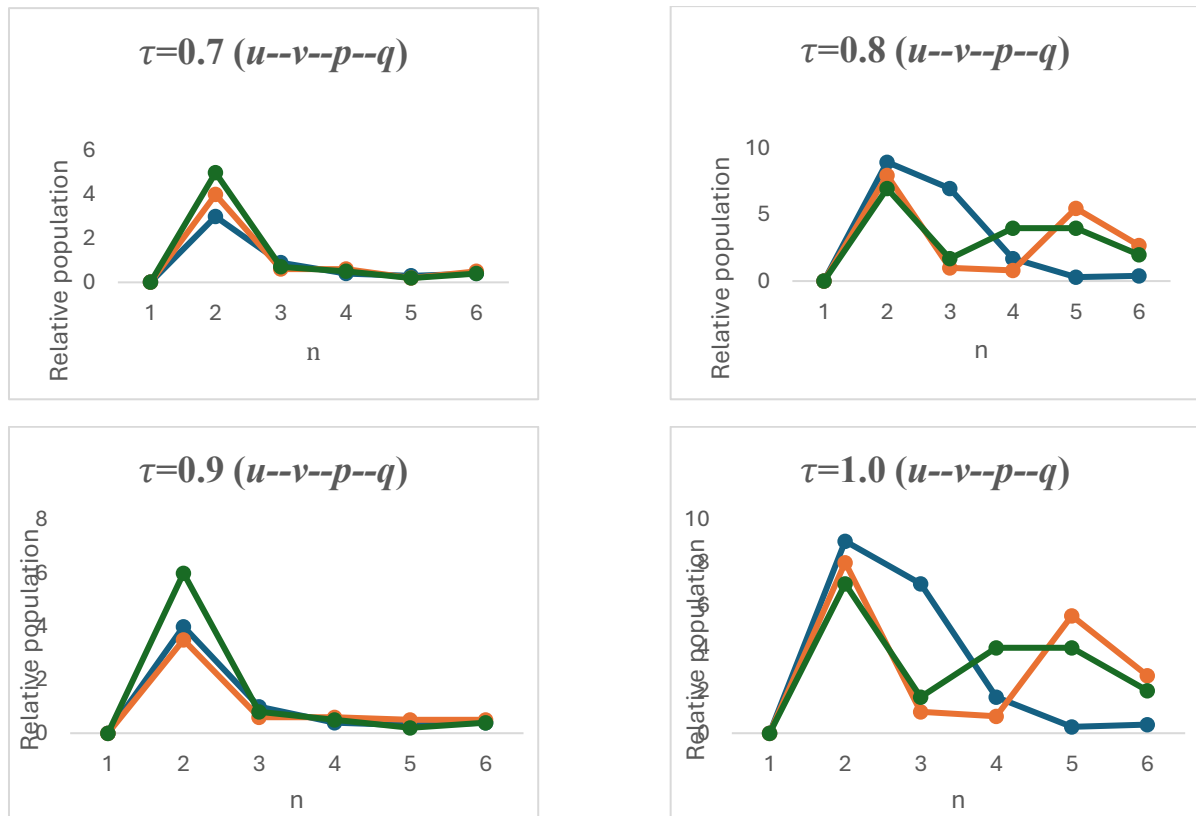 τ=0.7 (u--v--p--q)
Relative population
6
4
2
0
1 2 3 4 5 6
n
τ=0.8 (u--v--p--q)
Relative population
10
5
0
1 2 3 4 5 6
n
τ=0.9 (u--v--p--q)
Relative population
8
6
4
2
0
1 2 3 4 5 6
n
τ=1.0 (u--v--p--q)
Relative population
10
8
6
4
2
0
1 2 3 4 5 6
n